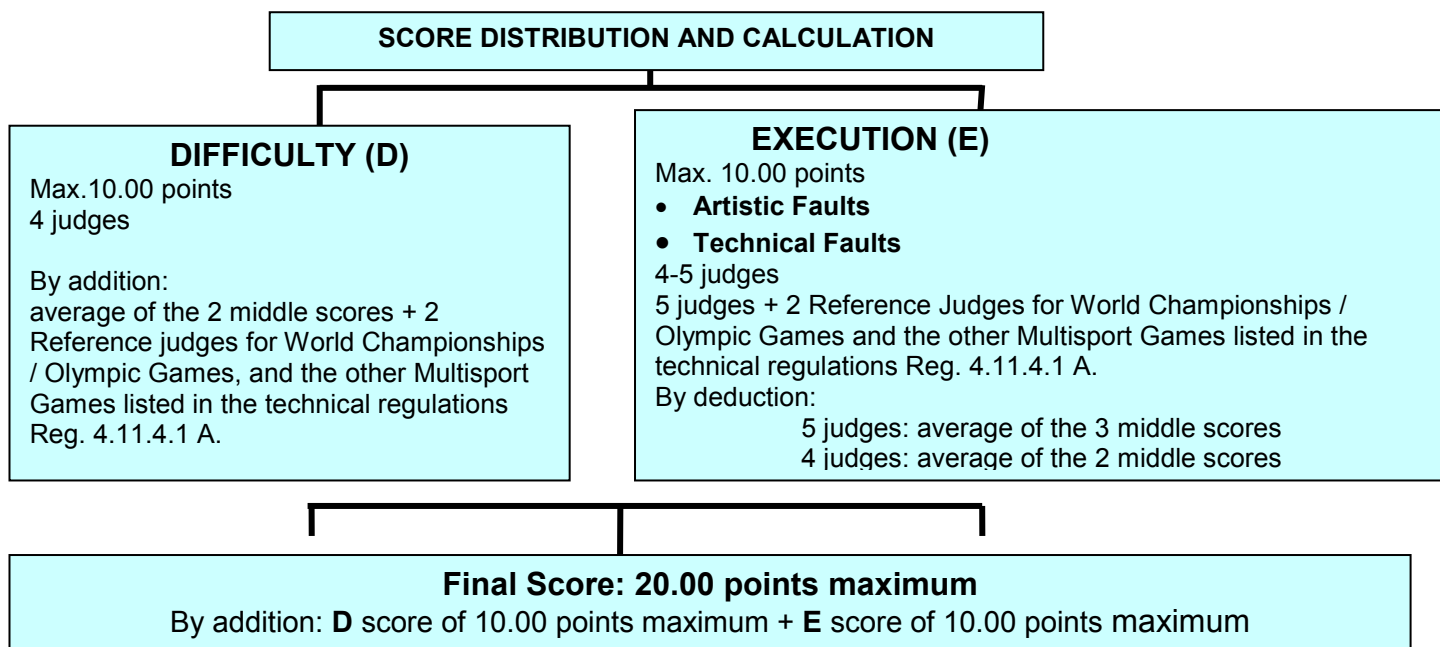 SCORE DISTRIBUTION AND CALCULATION
DIFFICULTY (D)
Max.10.00 points
4 judges
By addition:
average of the 2 middle scores + 2
Reference judges for World Championships
/ Olympic Games, and the other Multisport
Games listed in the technical regulations
Reg. 4.11.4.1 A.
EXECUTION (E)
Max. 10.00 points
• Artistic Faults
• Technical Faults
4-5 judges
5 judges + 2 Reference Judges for World Championships /
Olympic Games and the other Multisport Games listed in the
technical regulations Reg. 4.11.4.1 A.
By deduction:
5 judges: average of the 3 middle scores
4 judges: average of the 2 middle scores
Final Score: 20.00 points maximum
By addition: D score of 10.00 points maximum + E score of 10.00 points maximum